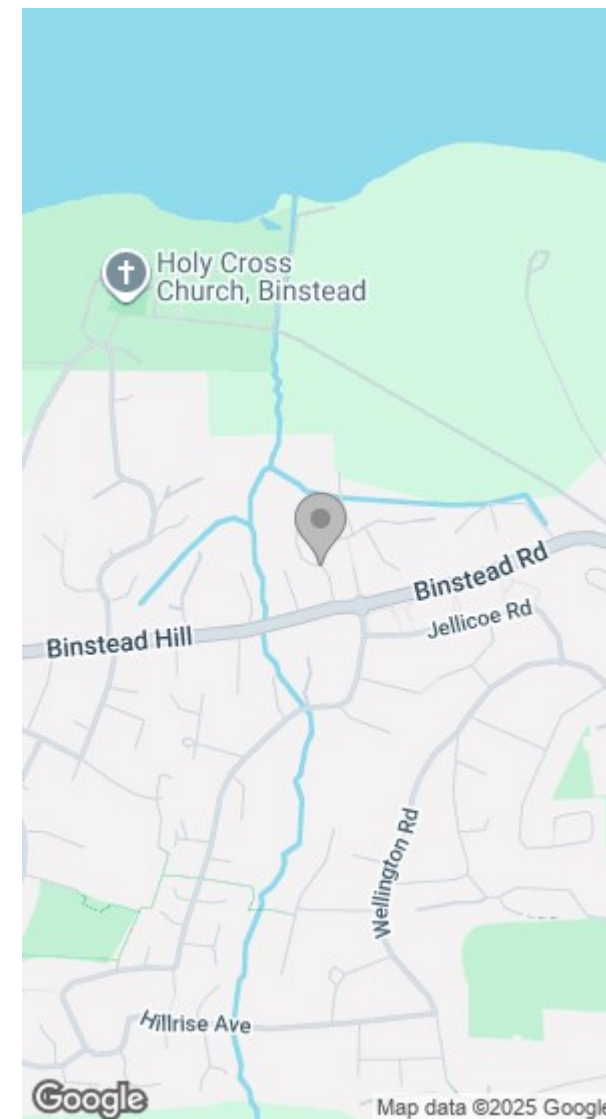 Holy Cross
Church, Binstead
Binstead Rd
Jellicoe Rd
Binstead Hill
Wellington Rd
Hillrise Ave
Google
Map data ©2025 Google